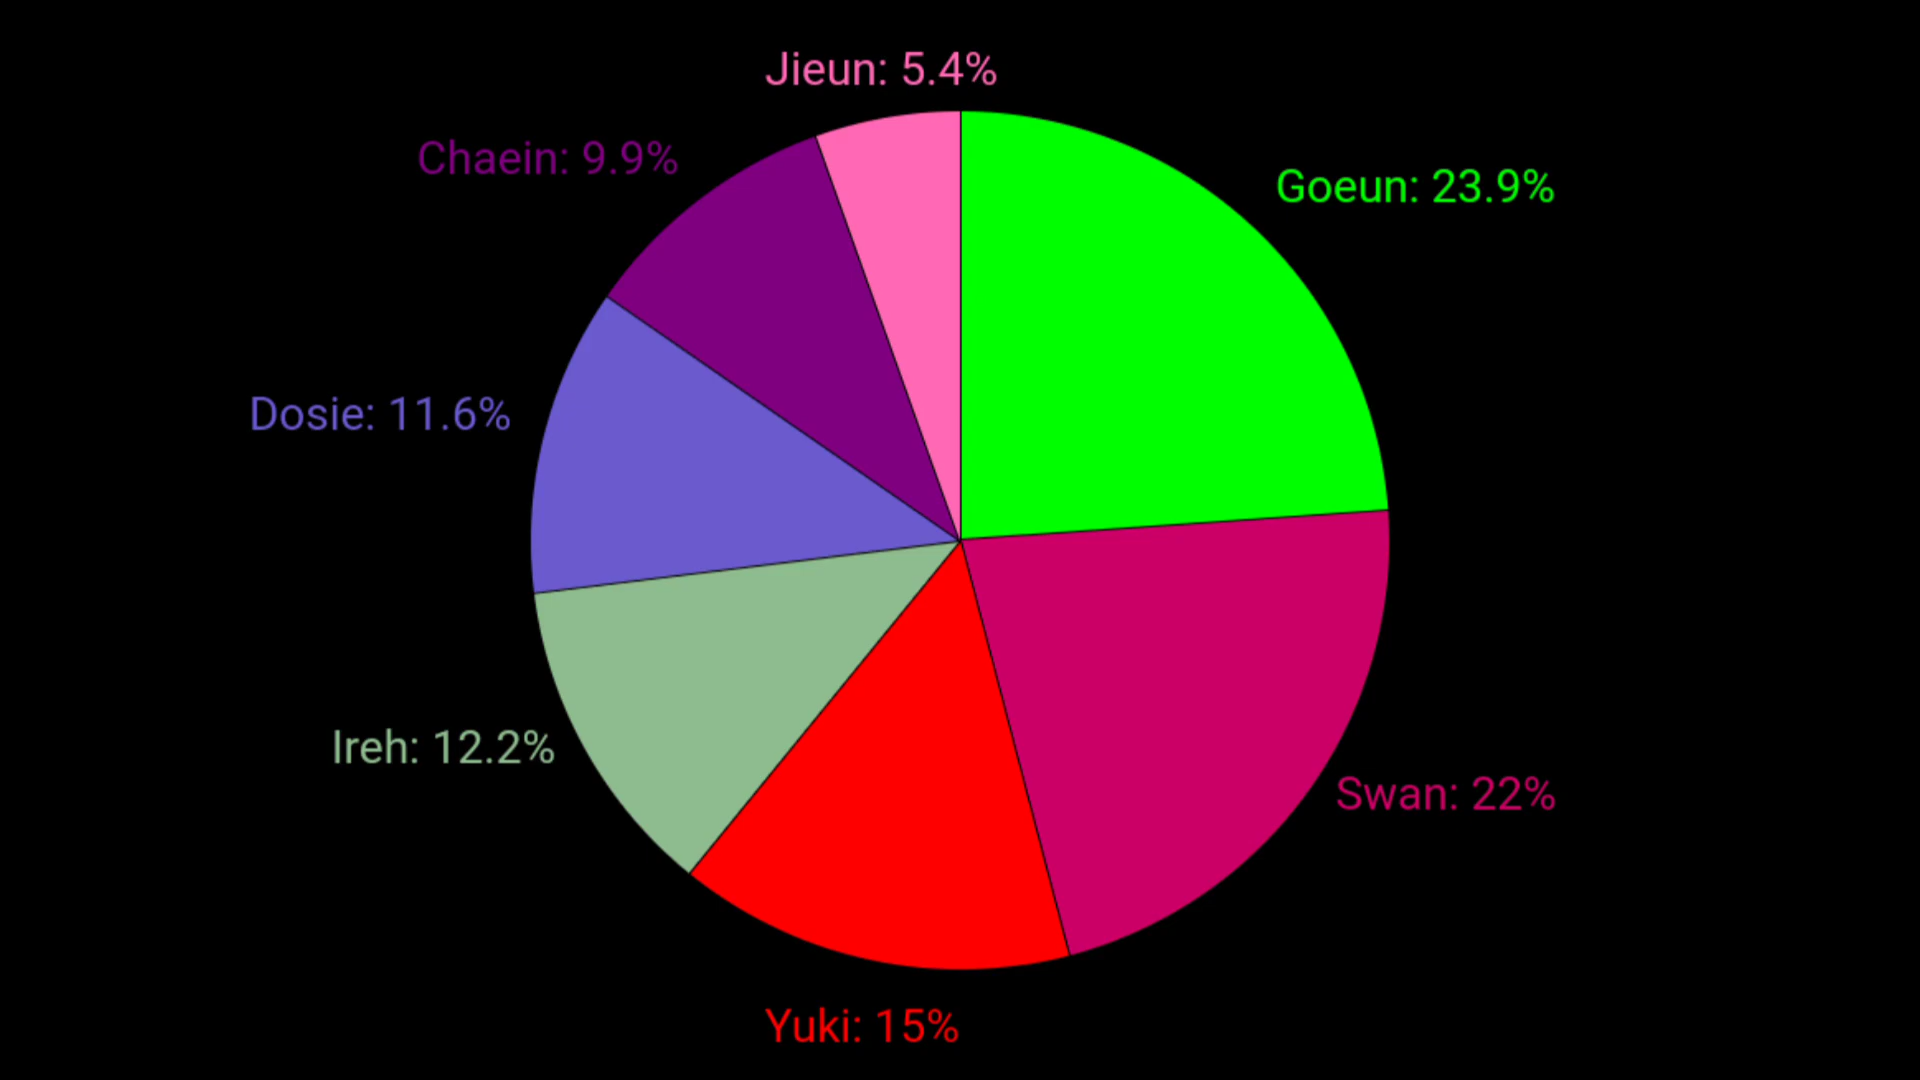 Jieun: 5.4%
Chaein: 9.9%
Goeun: 23.9%
Dosie: 11.6%
Ireh: 12.2%
Swan: 22%
Yuki: 15%